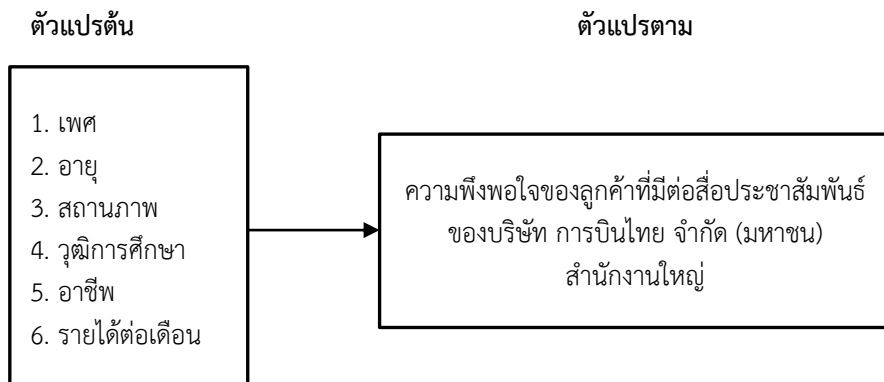 ตัวแปรต้น
ตัวแปรตาม
1. เพศ
2. อายุ
3. สถานภาพ
4. วุฒิการศึกษา
5. อาชีพ
6. รายได้ต่อเดือน
ความพึงพอใจของลูกค้าที่มีต่อสื่อประชาสัมพันธ์
ของบริษัท การบินไทย จำกัด (มหาชน)
สำนักงานใหญ่